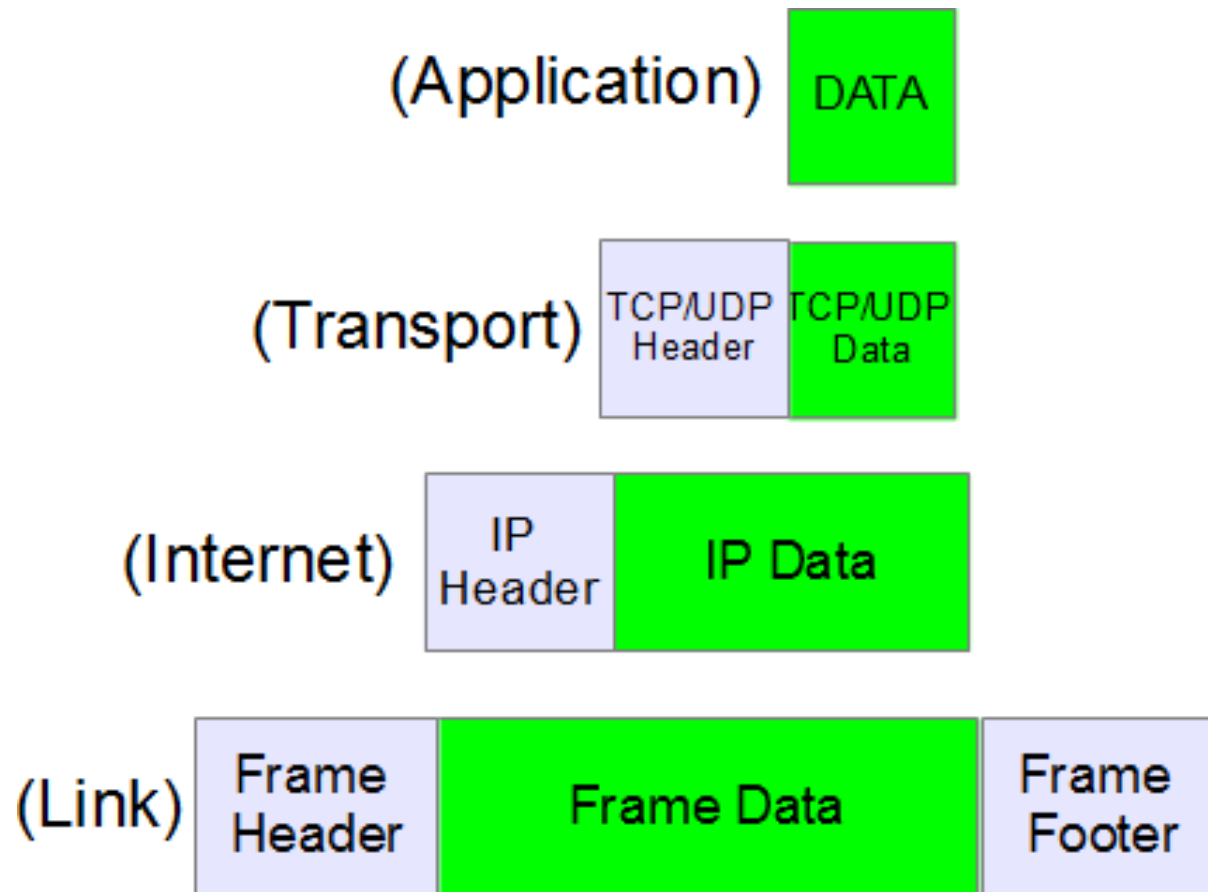 (Application) DATA
(Transport) TCP/UDP TCP/UDP
Header Data
(Internet) IP
Header IP Data
(Link) Frame
Header Frame Data Frame
Footer